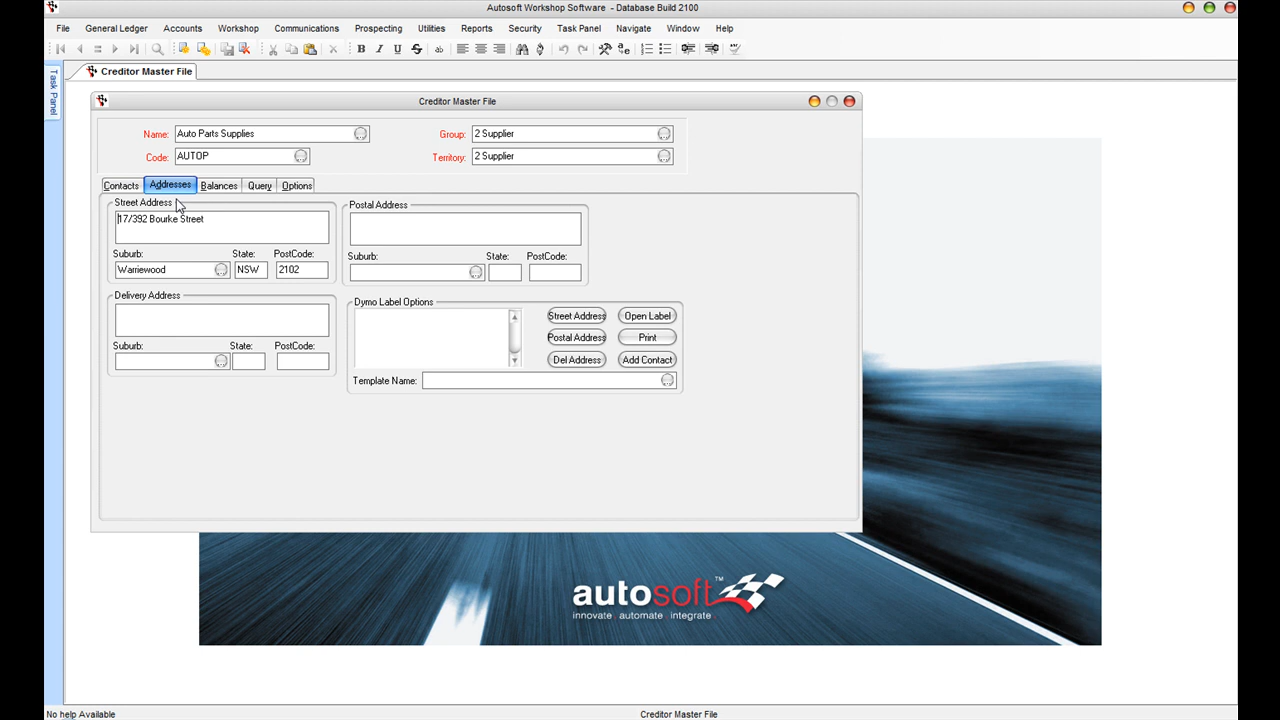 Autosoft Workshop Software - Database Build 2100
File General Ledger Accounts Workshop Communications Prospecting Utilities Reports Security Task Panel Navigate Window Help
B I U S ab
Task Panel
Creditor Master File
Creditor Master File
Name: Auto Parts Supplies Group: 2 Supplier
Code: AUTOP Territory: 2 Supplier
Contacts Addresses Balances Query Options
Street Address Postal Address
17/392 Bourke Street
Suburb: State: PostCode: Suburb: State: PostCode:
Warriewood NSW 2102
Delivery Address Dymo Label Options
Street Address Open Label
Postal Address Print
Suburb: State: PostCode:
Del Address Add Contact
Template Name:
autosoft™
innovate automate integrate
No help Available Creditor Master File